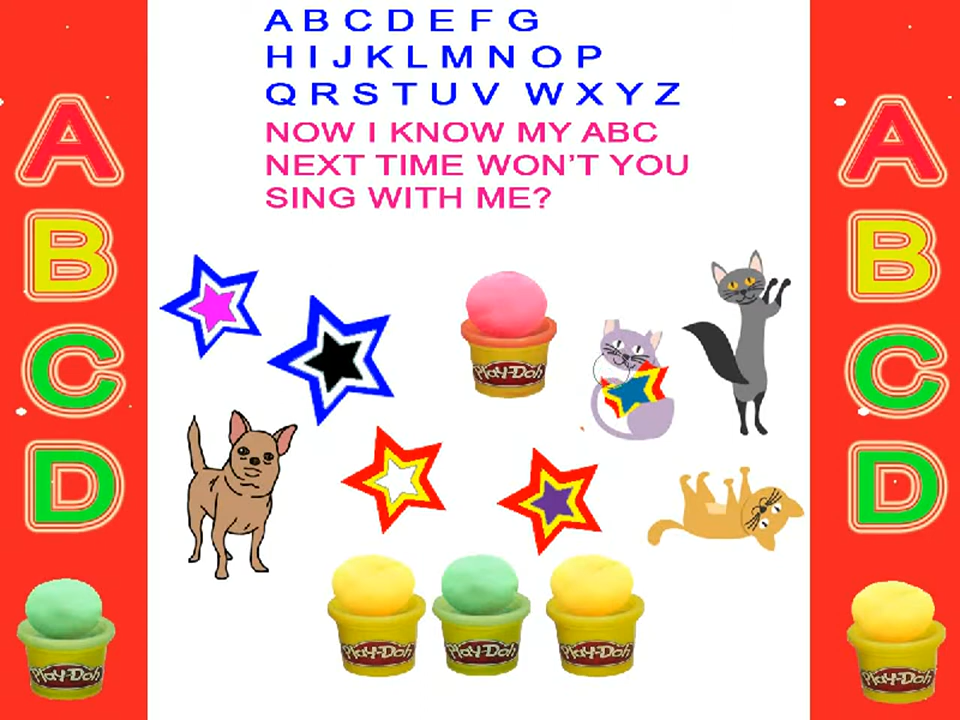 A B C D E F G
H I J K L M N O P
Q R S T U V W X Y Z
NOW I KNOW MY ABC
NEXT TIME WON'T YOU
SING WITH ME?
A
B
C
D
A
B
C
D
Play-Doh
Play-Doh
Play-Doh
Play-Doh
Play-Doh
Play-Doh